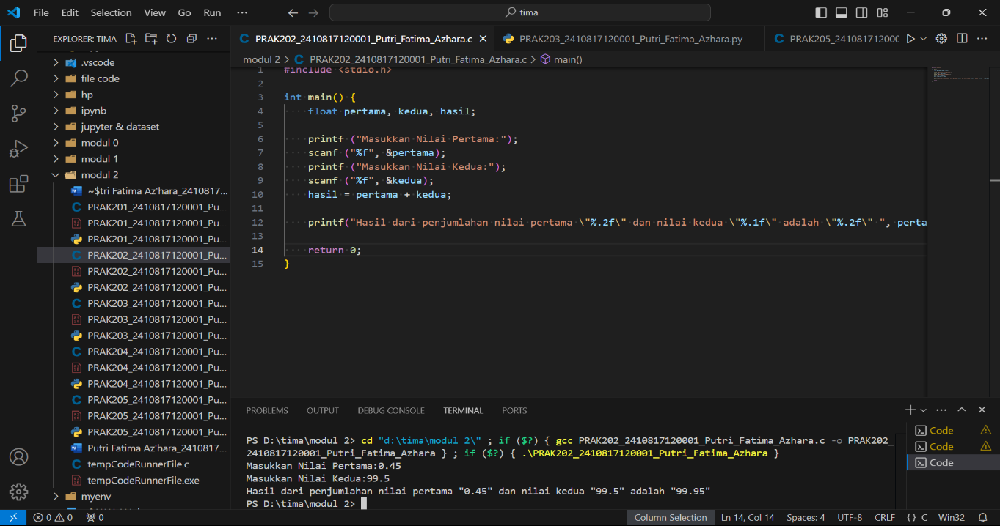 File Edit Selection View Go Run ··· tima
EXPLORER: TIMA
.vscode
file code
hp
ipynb
jupyter & dataset
modul 0
modul 1
modul 2
~$tri Fatima Az'hara_2410817...
PRAK201_2410817120001_Pu...
PRAK201_2410817120001_Pu...
PRAK201_2410817120001_Pu...
PRAK202_2410817120001_Pu...
PRAK202_2410817120001_Pu...
PRAK202_2410817120001_Pu...
PRAK203_2410817120001_Pu...
PRAK203_2410817120001_Pu...
PRAK203_2410817120001_Pu...
PRAK204_2410817120001_Pu...
PRAK204_2410817120001_Pu...
PRAK204_2410817120001_Pu...
PRAK205_2410817120001_Pu...
PRAK205_2410817120001_Pu...
PRAK205_2410817120001_Pu...
Putri Fatima Az'hara_2410817...
tempCodeRunnerFile.c
tempCodeRunnerFile.exe
myenv
PRAK202_2410817120001_Putri_Fatima_Azhara.c PRAK203_2410817120001_Putri_Fatima_Azhara.py PRAK205_241081712000
modul 2 > C PRAK202_2410817120001_Putri_Fatima_Azhara.c > main()
1 #include <stdio.h>
2
3 int main() {
4 float pertama, kedua, hasil;
5
6 printf ("Masukkan Nilai Pertama:");
7 scanf ("%f", &pertama);
8 printf ("Masukkan Nilai Kedua:");
9 scanf ("%f", &kedua);
10 hasil = pertama + kedua;
11
12 printf("Hasil dari penjumlahan nilai pertama \"%.2f\" dan nilai kedua \"%.1f\" adalah \"%.2f\" ", perta
13
14 return 0;
15 }
PROBLEMS OUTPUT DEBUG CONSOLE TERMINAL PORTS
PS D:\tima\modul 2> cd "d:\tima\modul 2\" ; if ($?) { gcc PRAK202_2410817120001_Putri_Fatima_Azhara.c -o PRAK202_
2410817120001_Putri_Fatima_Azhara } ; if ($?) { .\PRAK202_2410817120001_Putri_Fatima_Azhara }
Masukkan Nilai Pertama:0.45
Masukkan Nilai Kedua:99.5
Hasil dari penjumlahan nilai pertama "0.45" dan nilai kedua "99.5" adalah "99.95"
PS D:\tima\modul 2>
Code
Code
Code
0 0 0 Column Selection Ln 14, Col 14 Spaces: 4 UTF-8 CRLF {} C Win32